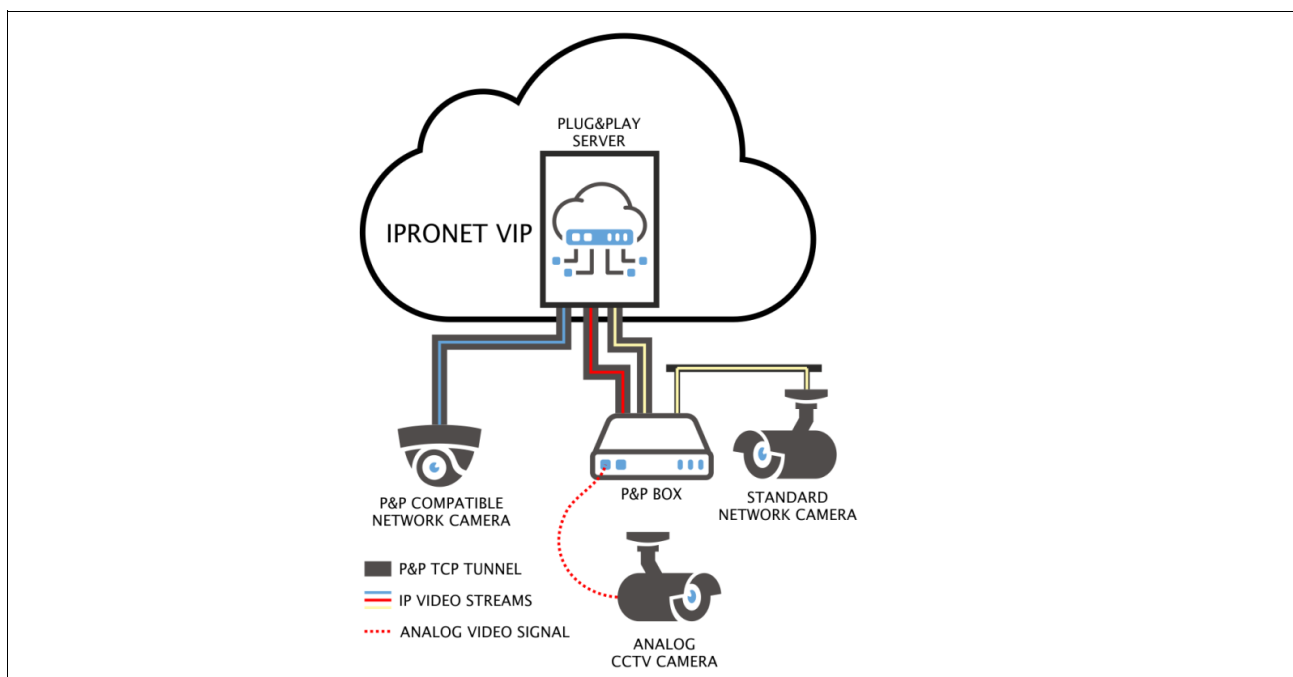 PLUG&PLAY
SERVER
IPRONET VIP
P&P COMPATIBLE
NETWORK CAMERA
P&P BOX
STANDARD
NETWORK CAMERA
P&P TCP TUNNEL
IP VIDEO STREAMS
ANALOG VIDEO SIGNAL
ANALOG
CCTV CAMERA